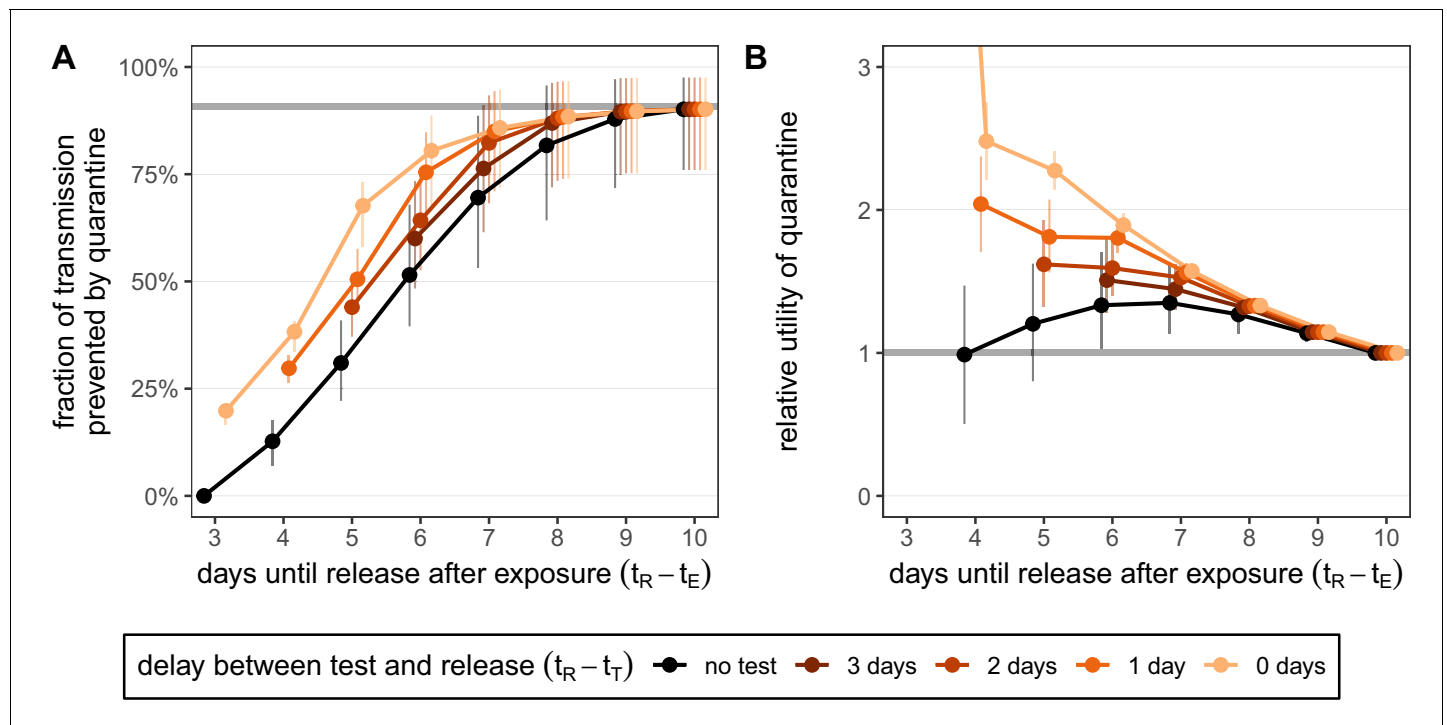 A
100%
75%
50%
25%
0%
fraction of transmission
prevented by quarantine
3 4 5 6 7 8 9 10
days until release after exposure (tR − tE)
B
3
2
1
0
relative utility of quarantine
3 4 5 6 7 8 9 10
days until release after exposure (tR − tE)
delay between test and release (tR − tT) no test 3 days 2 days 1 day 0 days